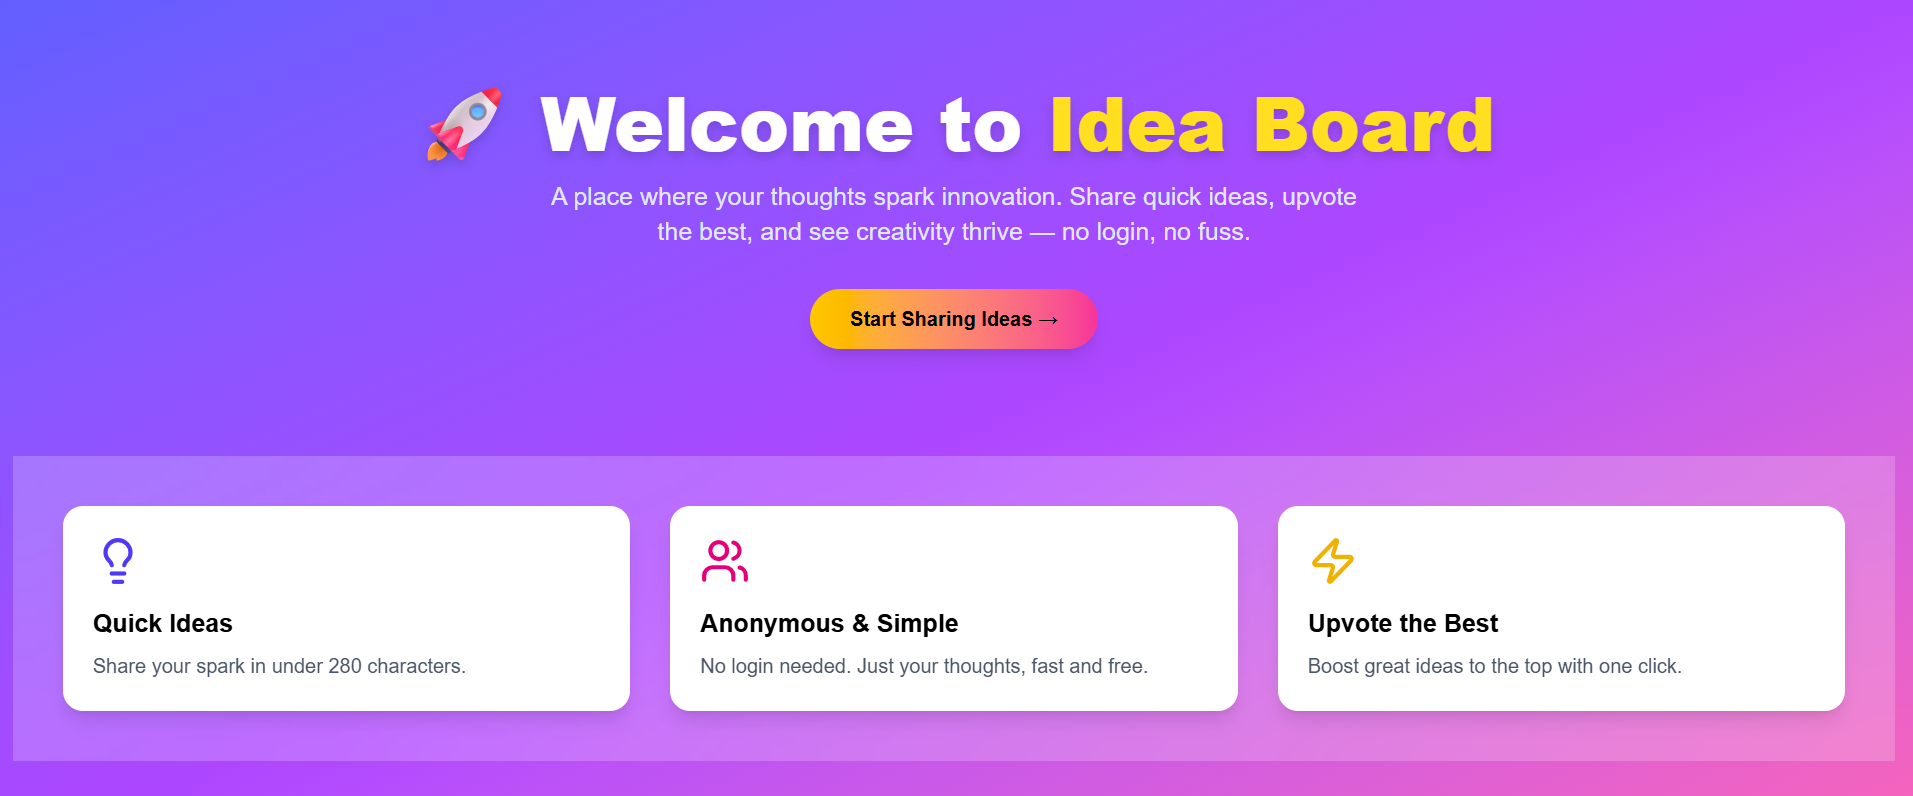 🚀 Welcome to Idea Board
A place where your thoughts spark innovation. Share quick ideas, upvote
the best, and see creativity thrive — no login, no fuss.
Start Sharing Ideas →
Quick Ideas
Share your spark in under 280 characters.
Anonymous & Simple
No login needed. Just your thoughts, fast and free.
Upvote the Best
Boost great ideas to the top with one click.